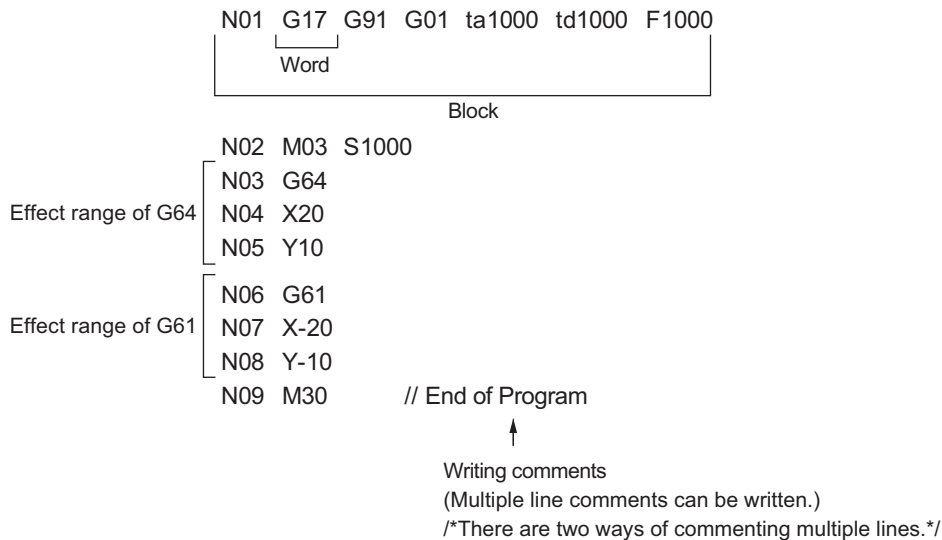 N01 G17 G91 G01 ta1000 td1000 F1000
Word
Block
N02 M03 S1000
N03 G64
Effect range of G64
N04 X20
N05 Y10
N06 G61
Effect range of G61
N07 X-20
N08 Y-10
N09 M30 // End of Program
Writing comments
(Multiple line comments can be written.)
/*There are two ways of commenting multiple lines.*/